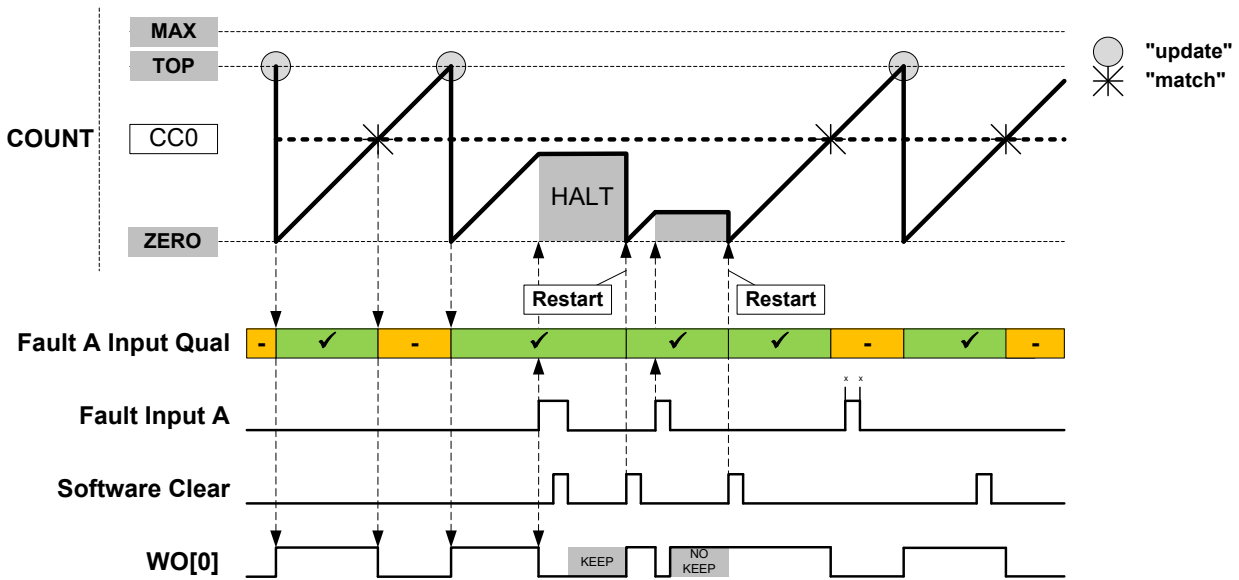 MAX
TOP
COUNT
CC0
ZERO
"update"
"match"
HALT
Restart
Restart
Fault A Input Qual
-
✓
-
✓
✓
✓
-
✓
-
x x
Fault Input A
Software Clear
WO[0]
KEEP
NO
KEEP